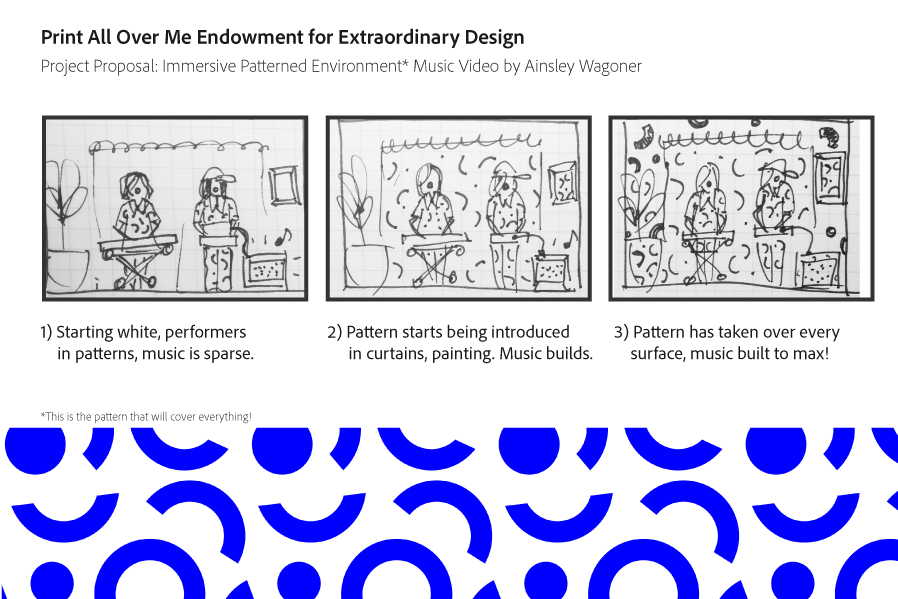 Print All Over Me Endowment for Extraordinary Design
Project Proposal: Immersive Patterned Environment* Music Video by Ainsley Wagoner
1) Starting white, performers
in patterns, music is sparse.
2) Pattern starts being introduced
in curtains, painting. Music builds.
3) Pattern has taken over every
surface, music built to max!
*This is the pattern that will cover everything!